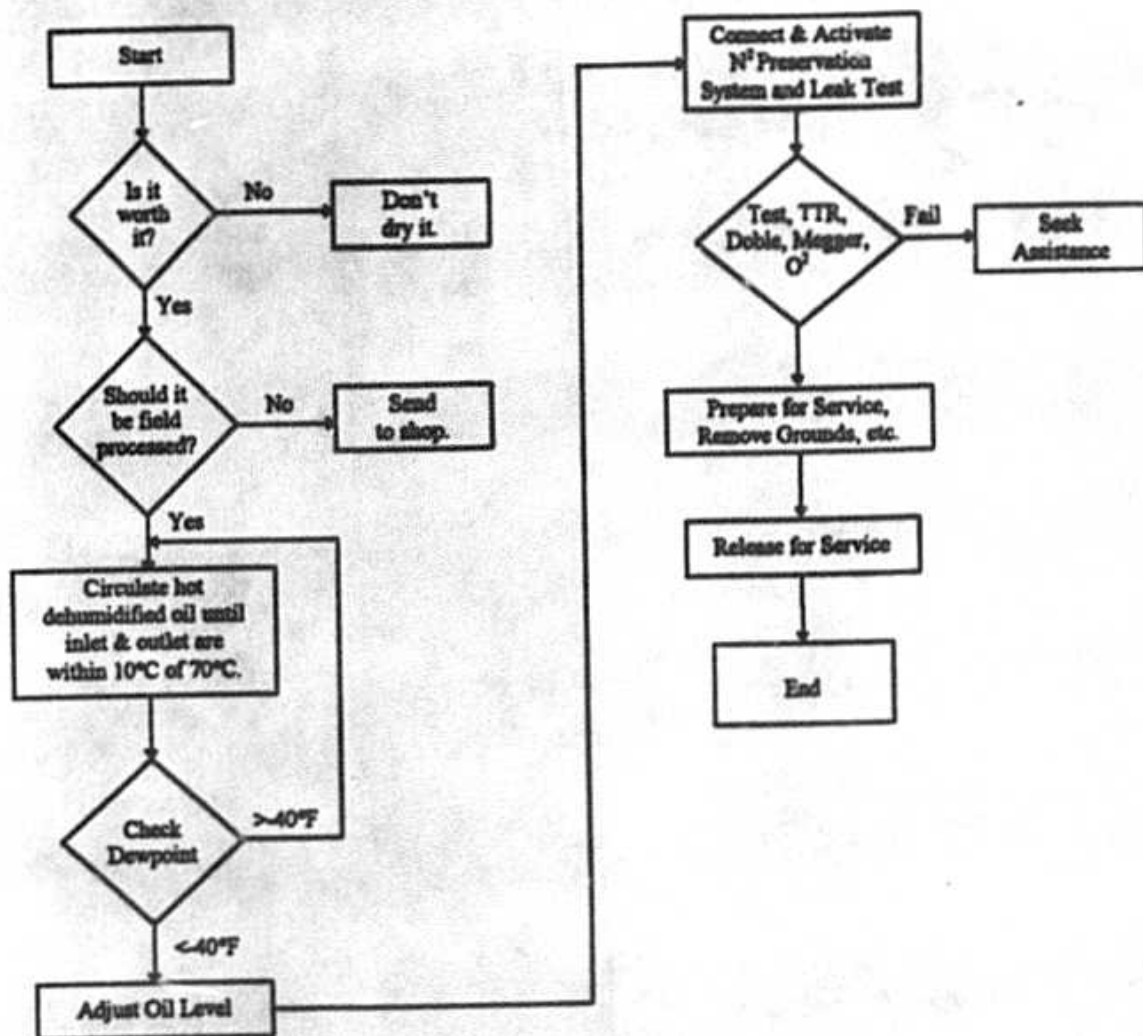 Start
Is it
worth
it?
No
Don't
dry it.
Yes
Should it
be field
processed?
No
Send
to shop.
Yes
Circulate hot
dehumidified oil until
inlet & outlet are
within 10°C of 70°C.
Check
Dewpoint
>-40°F
<-40°F
Adjust Oil Level
Connect & Activate
N² Preservation
System and Leak Test
Test, TTR,
Doble, Megger,
O²
Fail
Seek
Assistance
Prepare for Service,
Remove Grounds, etc.
Release for Service
End